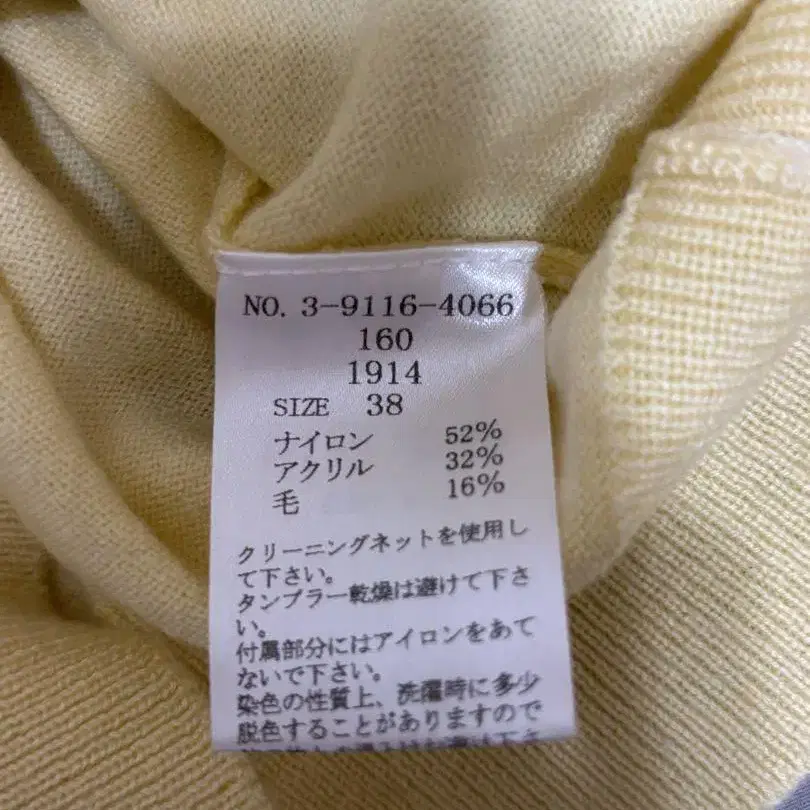 NO. 3-9116-4066
160
1914
SIZE 38
ナイロン 52%
アクリル 32%
毛 16%
クリーニングネットを使用し
て下さい。
タンブラー乾燥は避けて下さ
い。
付属部分にはアイロンをあて
ないで下さい。
染色の性質上、洗濯時に多少
脱色することがありますので